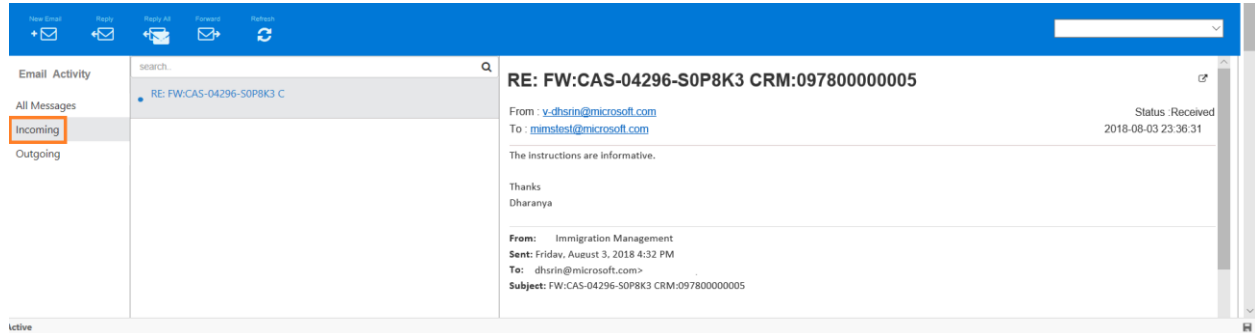 New Email Reply Reply All Forward Refresh
Email Activity
All Messages
Incoming
Outgoing
search..
RE: FW:CAS-04296-S0P8K3 C
RE: FW:CAS-04296-S0P8K3 CRM:097800000005
From : v-dhsrin@microsoft.com Status :Received
To : mimstest@microsoft.com 2018-08-03 23:36:31
The instructions are informative.
Thanks
Dharanya
From: Immigration Management
Sent: Friday, August 3, 2018 4:32 PM
To: dhsrin@microsoft.com>
Subject: FW:CAS-04296-S0P8K3 CRM:097800000005
Active